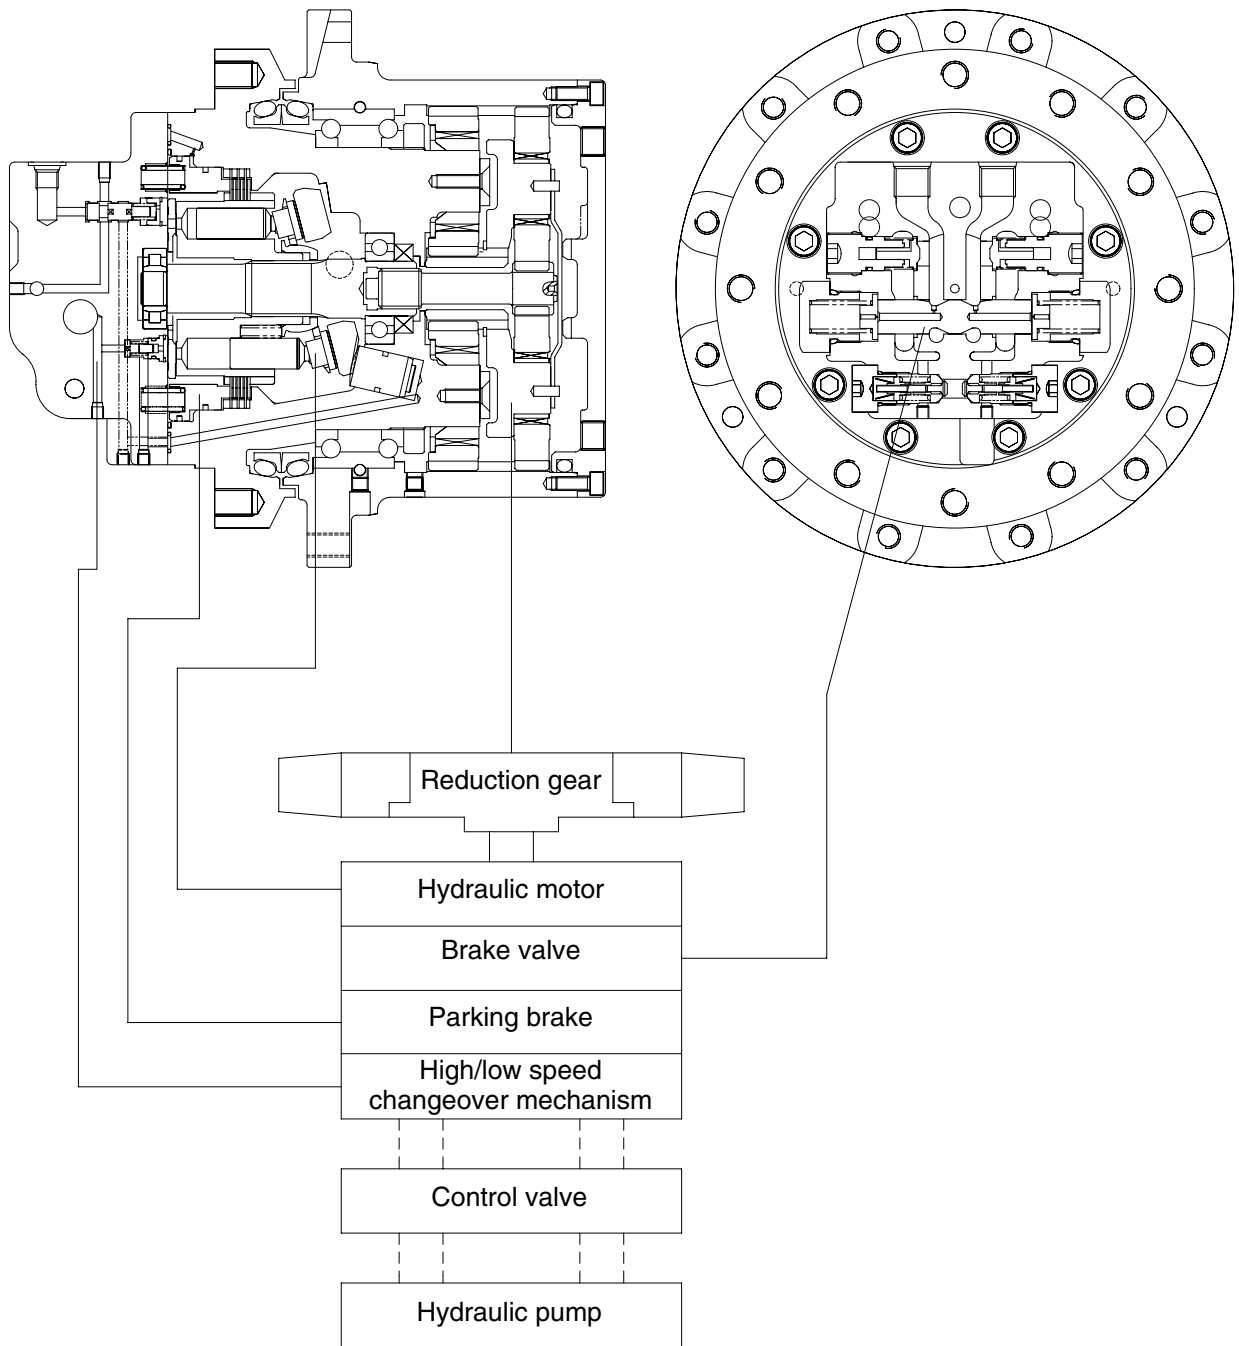 Reduction gear
Hydraulic motor
Brake valve
Parking brake
High/low speed
changeover mechanism
Control valve
Hydraulic pump